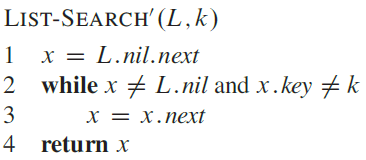 LIST-SEARCH′(L, k)
1 x = L.nil.next
2 while x ≠ L.nil and x.key ≠ k
3 x = x.next
4 return x